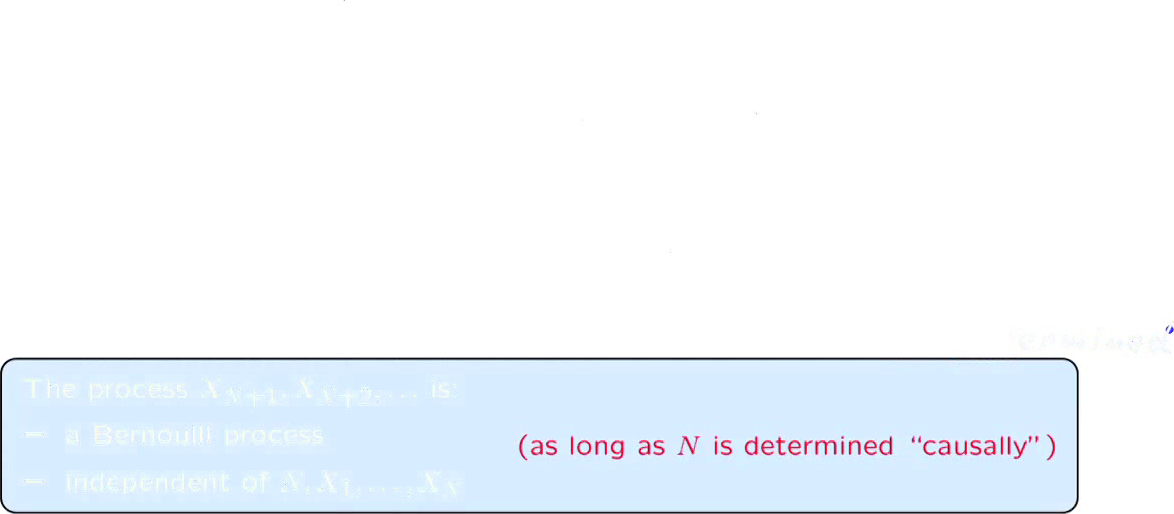 The process $X_{N+1}, X_{N+2}, \ldots$ is:
– a Bernoulli process
(as long as $N$ is determined “causally”)
– independent of $N, X_1, \ldots, X_N$